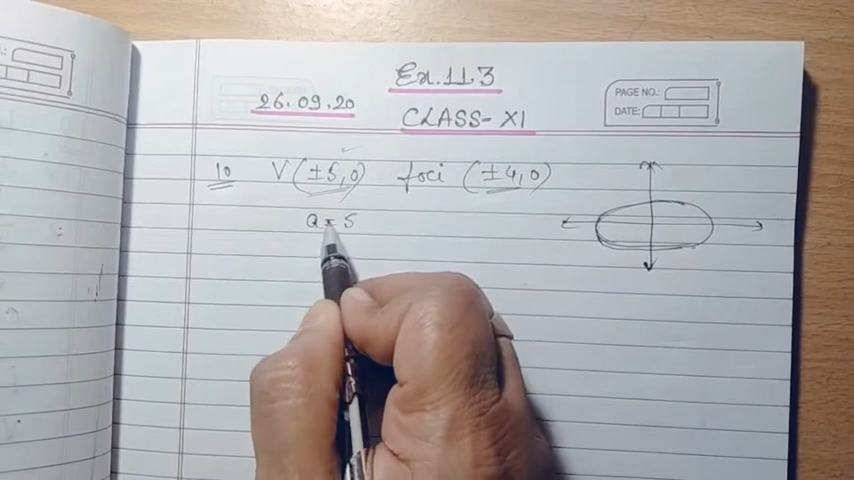 Ex.11.3
26.09.20
CLASS-XI
PAGE NO.:
DATE:
10 V(±5,0) foci (±4,0)
a = 5